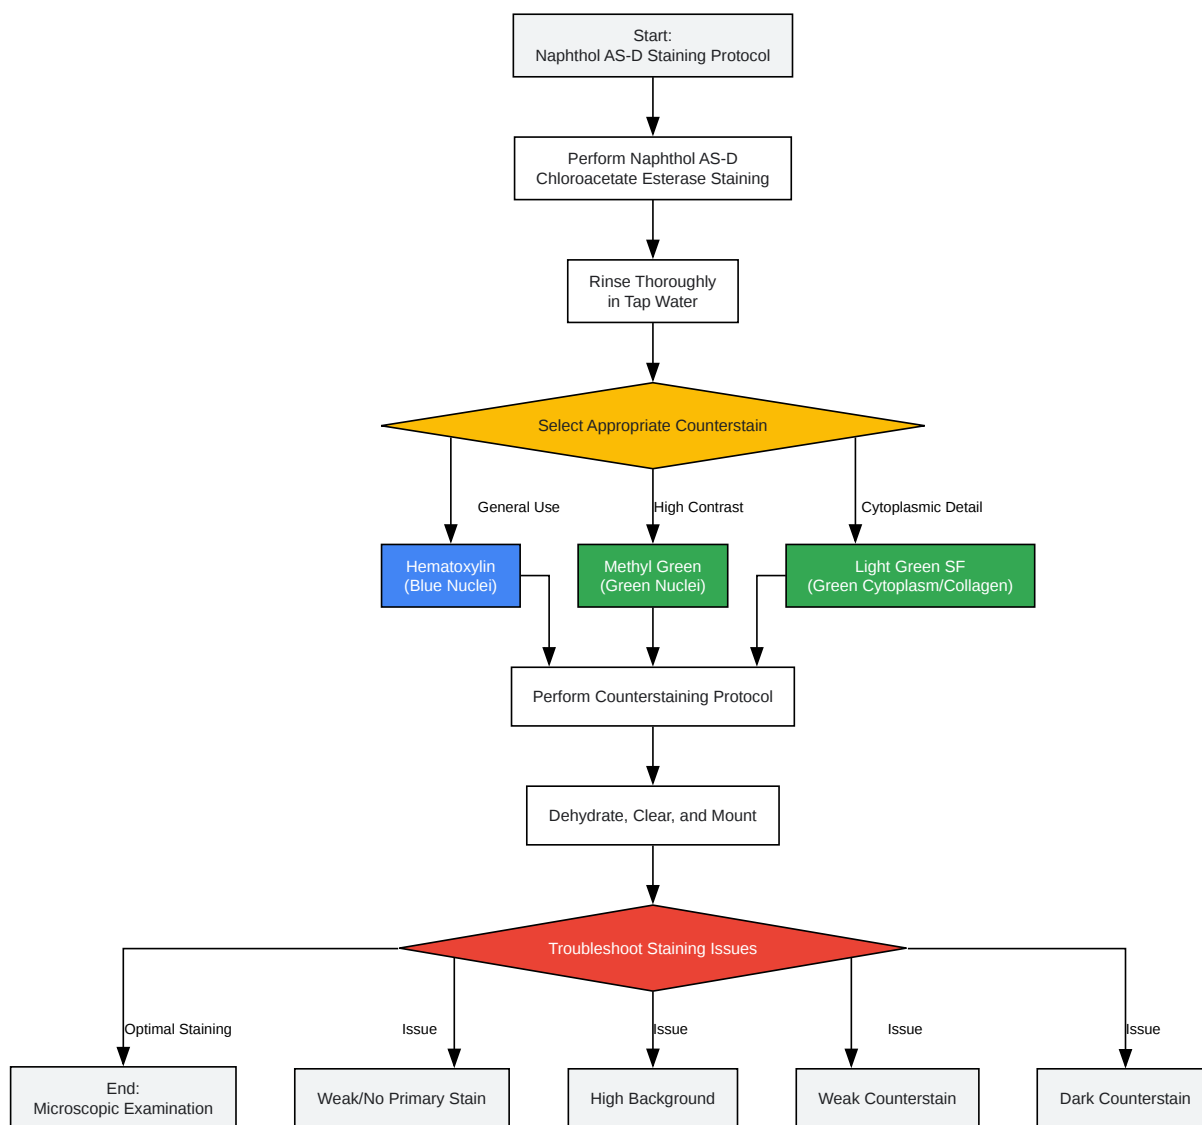 Start:
Naphthol AS-D Staining Protocol
Perform Naphthol AS-D
Chloroacetate Esterase Staining
Rinse Thoroughly
in Tap Water
Select Appropriate Counterstain
General Use
High Contrast
Cytoplasmic Detail
Hematoxylin
(Blue Nuclei)
Methyl Green
(Green Nuclei)
Light Green SF
(Green Cytoplasm/Collagen)
Perform Counterstaining Protocol
Dehydrate, Clear, and Mount
Troubleshoot Staining Issues
Optimal Staining
Issue
Issue
Issue
Issue
End:
Microscopic Examination
Weak/No Primary Stain
High Background
Weak Counterstain
Dark Counterstain